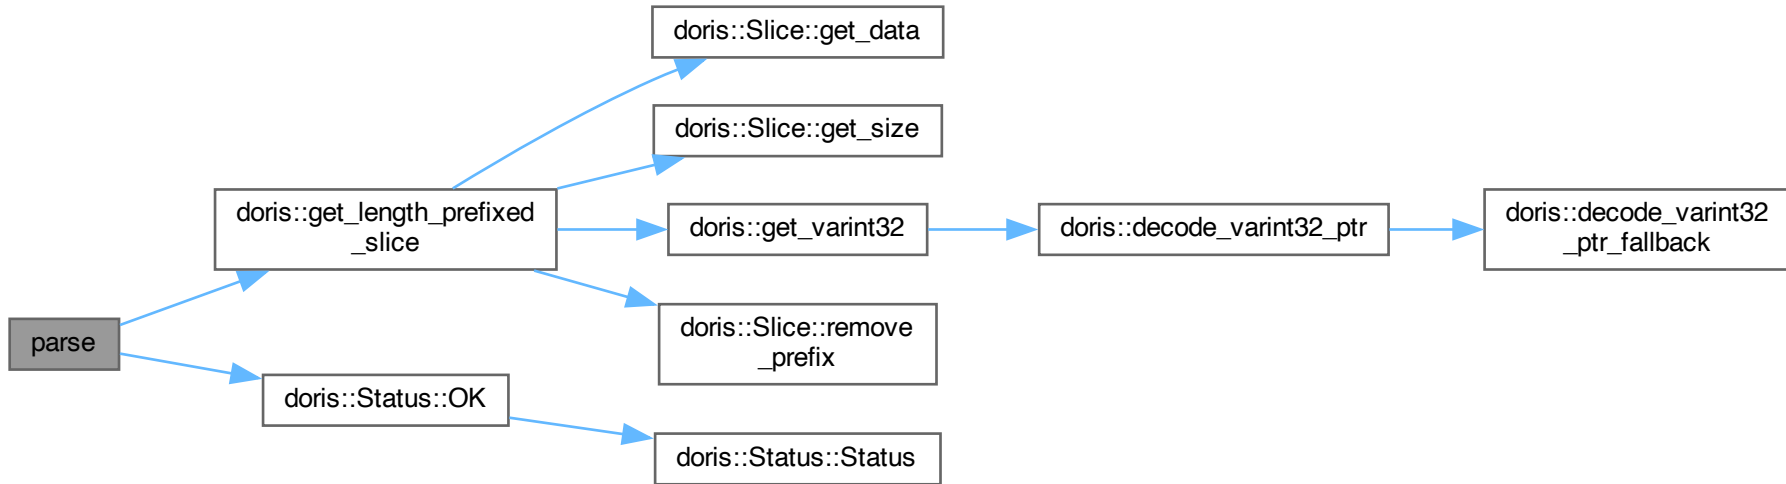 doris::Slice::get_data
doris::Slice::get_size
doris::get_length_prefixed
_slice
doris::get_varint32
doris::decode_varint32_ptr
doris::decode_varint32
_ptr_fallback
doris::Slice::remove
_prefix
parse
doris::Status::OK
doris::Status::Status